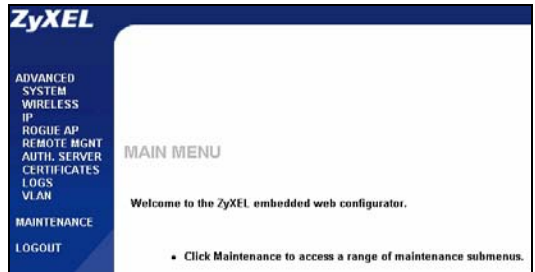 ZyXEL
ADVANCED
SYSTEM
WIRELESS
IP
ROGUE AP
REMOTE MGNT
AUTH. SERVER
CERTIFICATES
LOGS
VLAN
MAINTENANCE
LOGOUT
MAIN MENU
Welcome to the ZyXEL embedded web configurator.
• Click Maintenance to access a range of maintenance submenus.